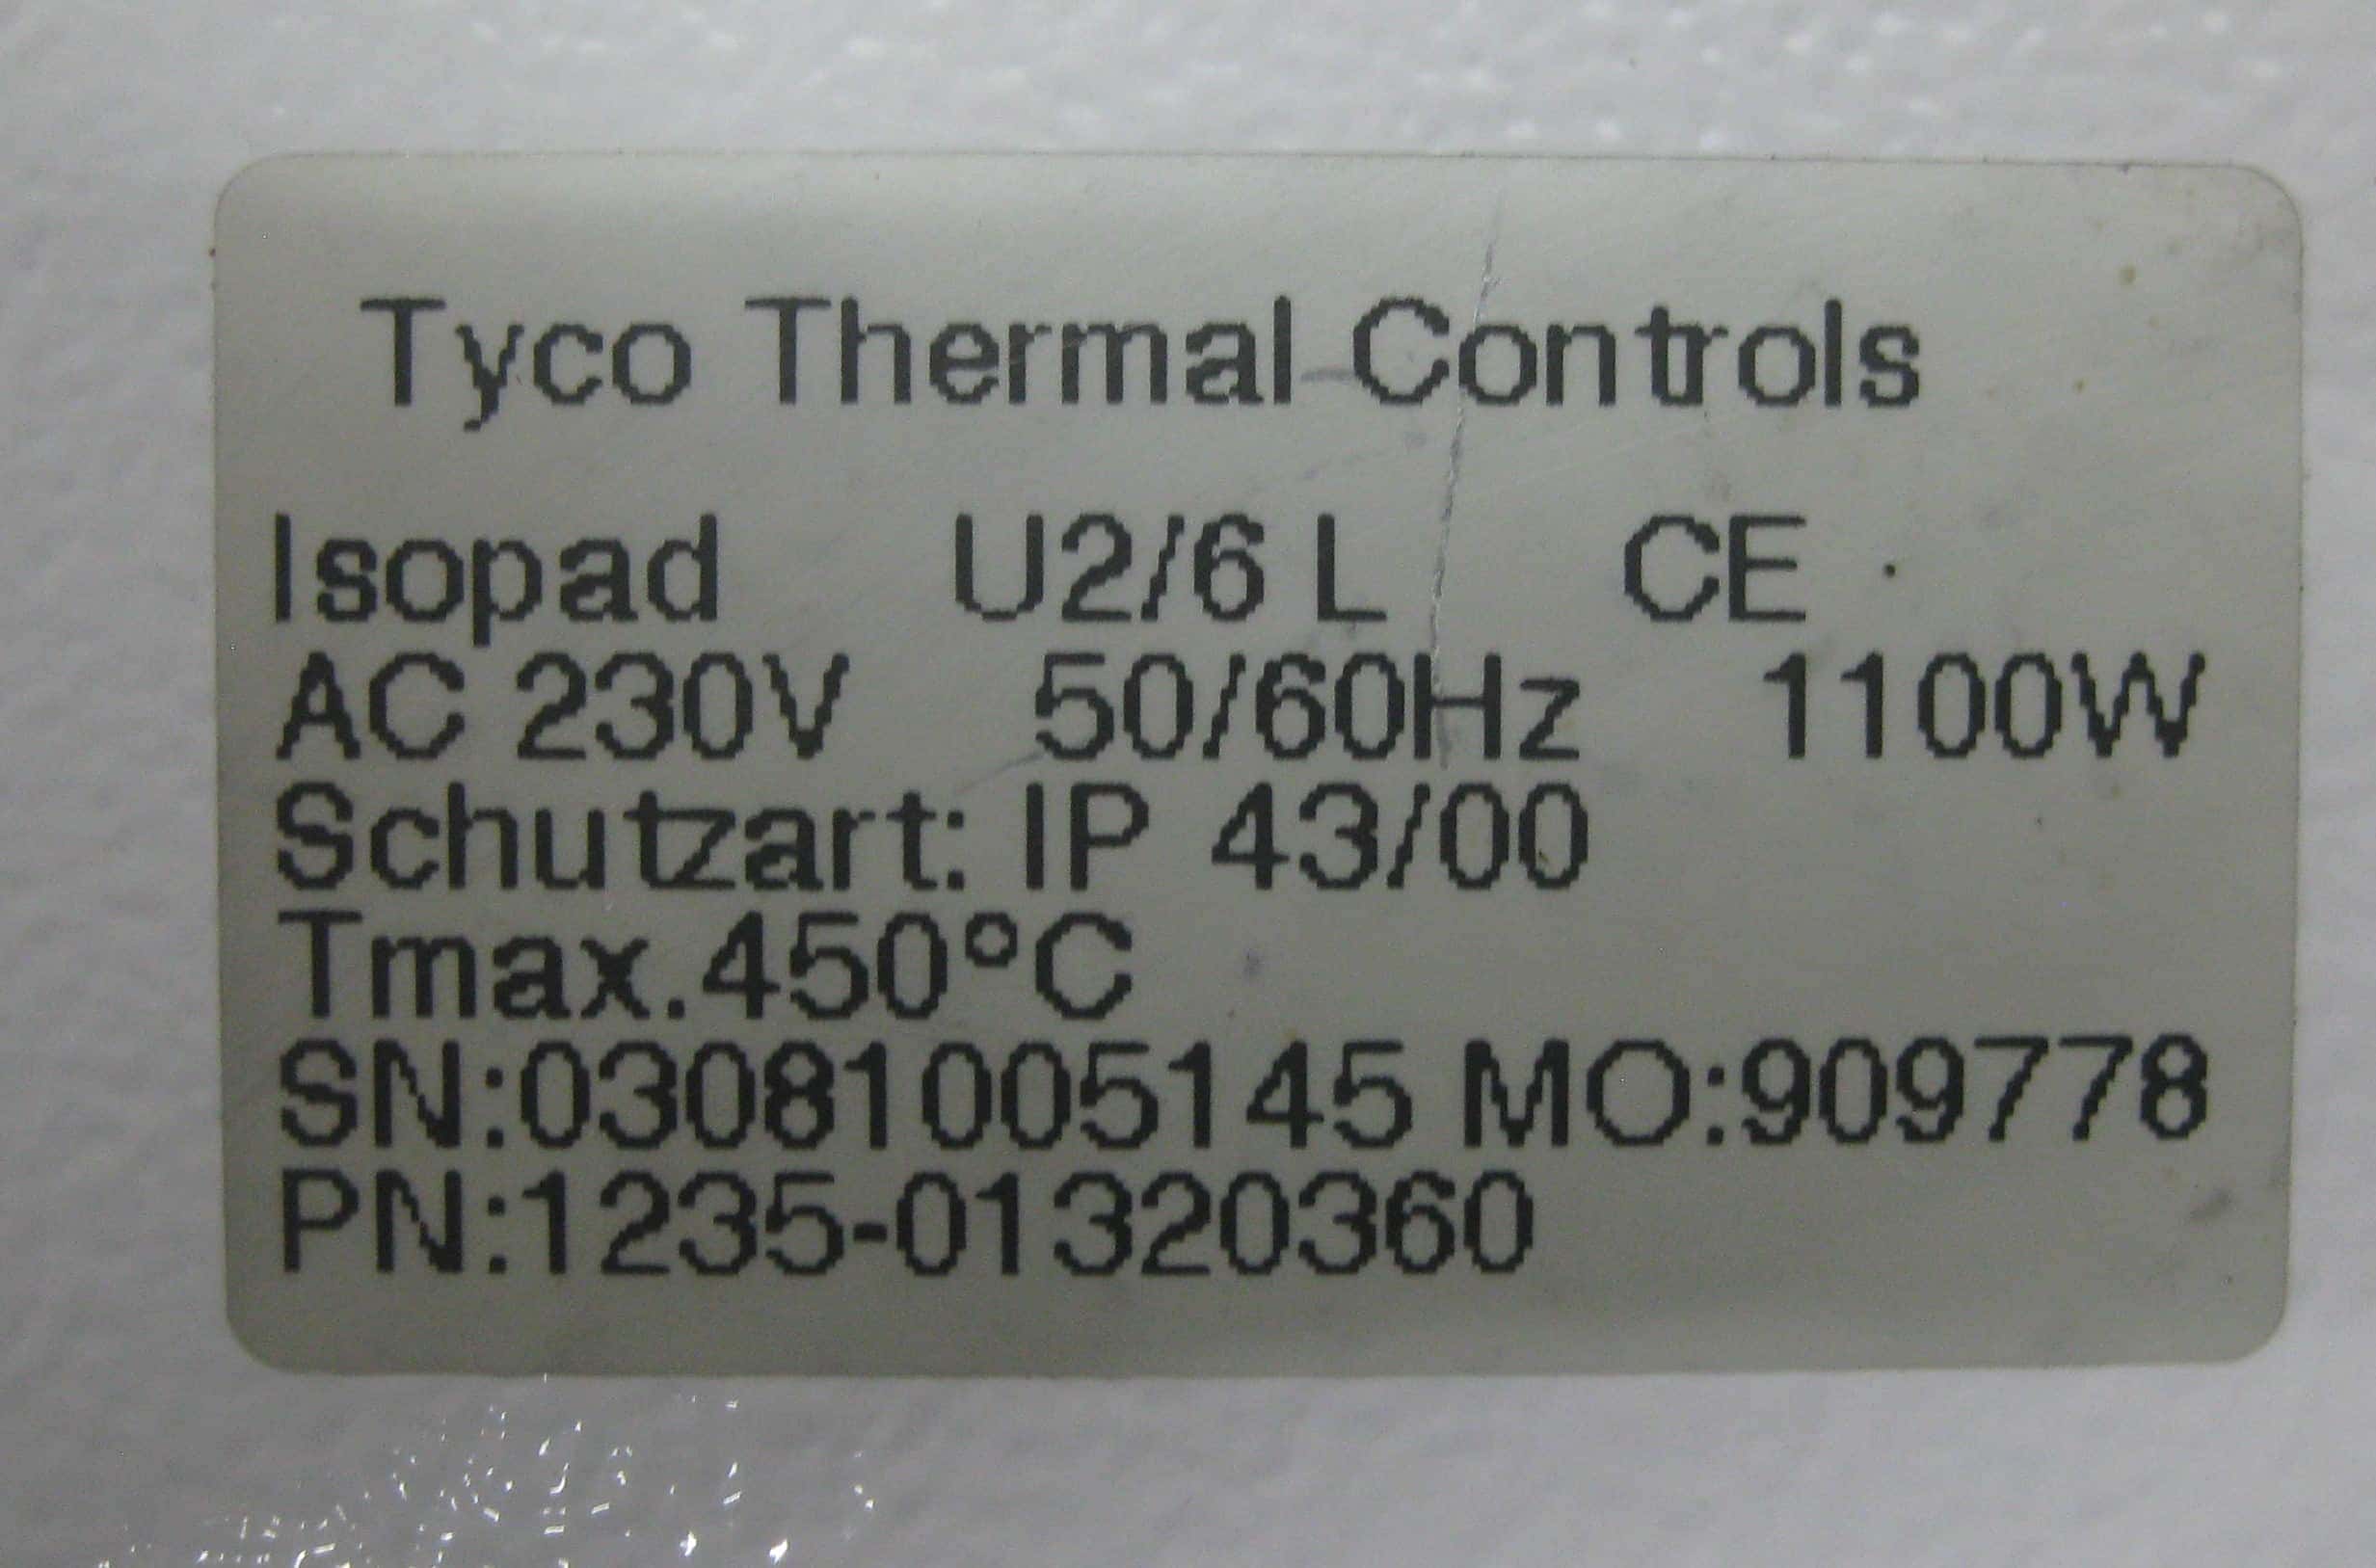 Tyco Thermal Controls
Isopad U2/6 L CE
AC 230V 50/60Hz 1100W
Schutzart: IP 43/00
Tmax.450°C
SN:03081005145 MO:909778
PN:1235-01320360